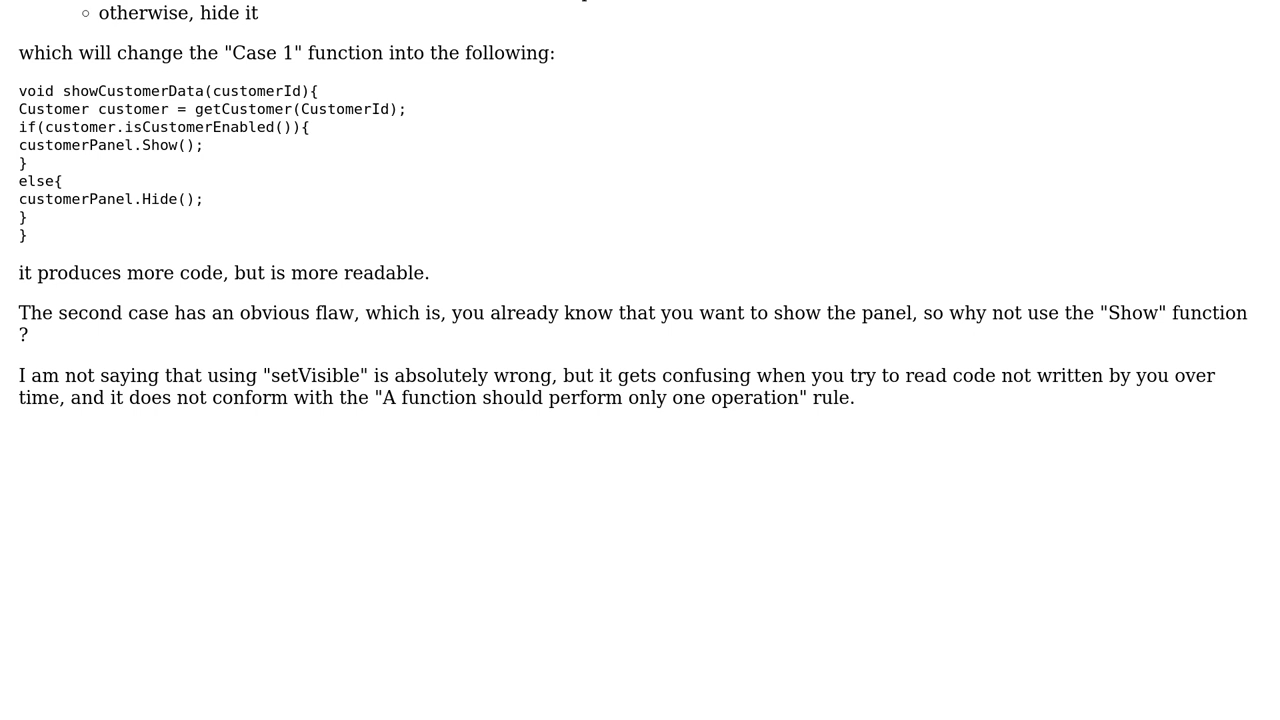 otherwise, hide it
which will change the "Case 1" function into the following:
void showCustomerData(customerId){
Customer customer = getCustomer(CustomerId);
if(customer.isCustomerEnabled()){
customerPanel.Show();
}
else{
customerPanel.Hide();
}
}
it produces more code, but is more readable.
The second case has an obvious flaw, which is, you already know that you want to show the panel, so why not use the "Show" function
?
I am not saying that using "setVisible" is absolutely wrong, but it gets confusing when you try to read code not written by you over
time, and it does not conform with the "A function should perform only one operation" rule.